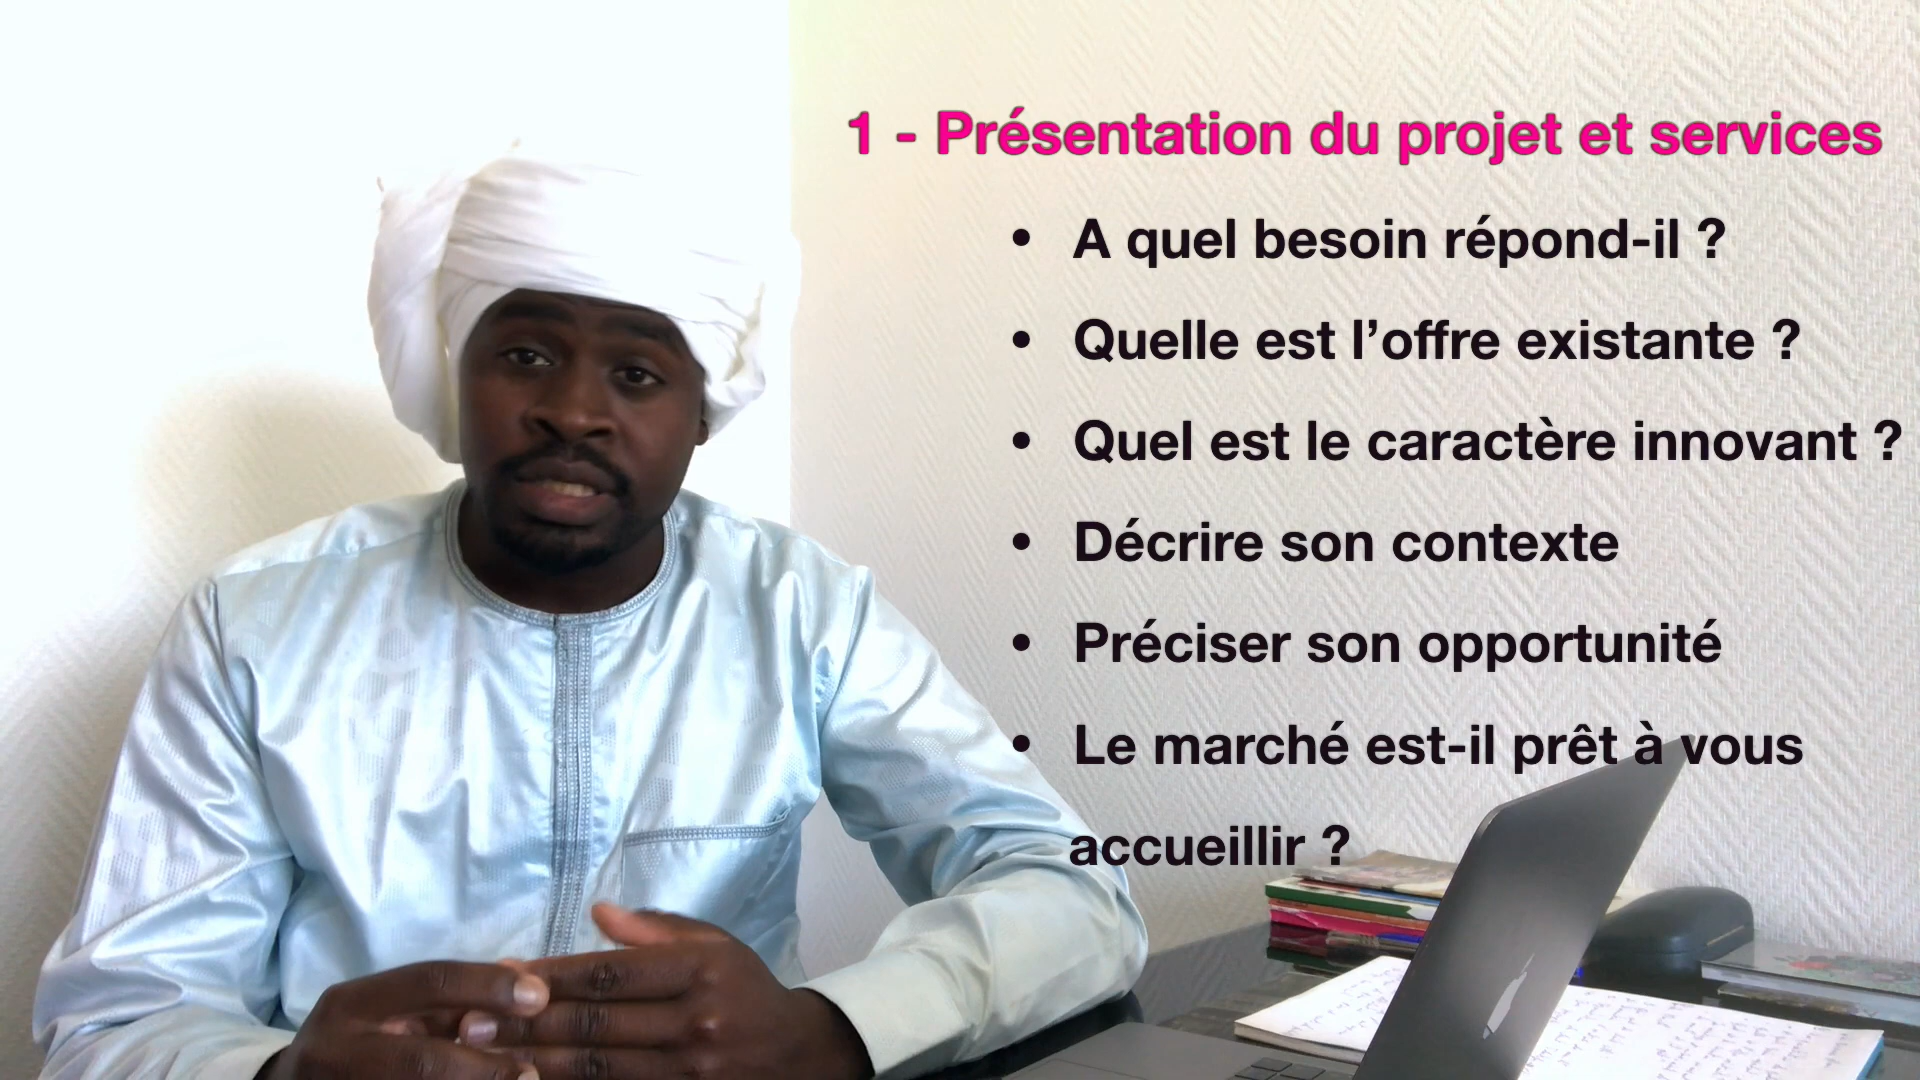 1 - Présentation du projet et services
• A quel besoin répond-il ?
• Quelle est l’offre existante ?
• Quel est le caractère innovant ?
• Décrire son contexte
• Préciser son opportunité
• Le marché est-il prêt à vous
accueillir ?